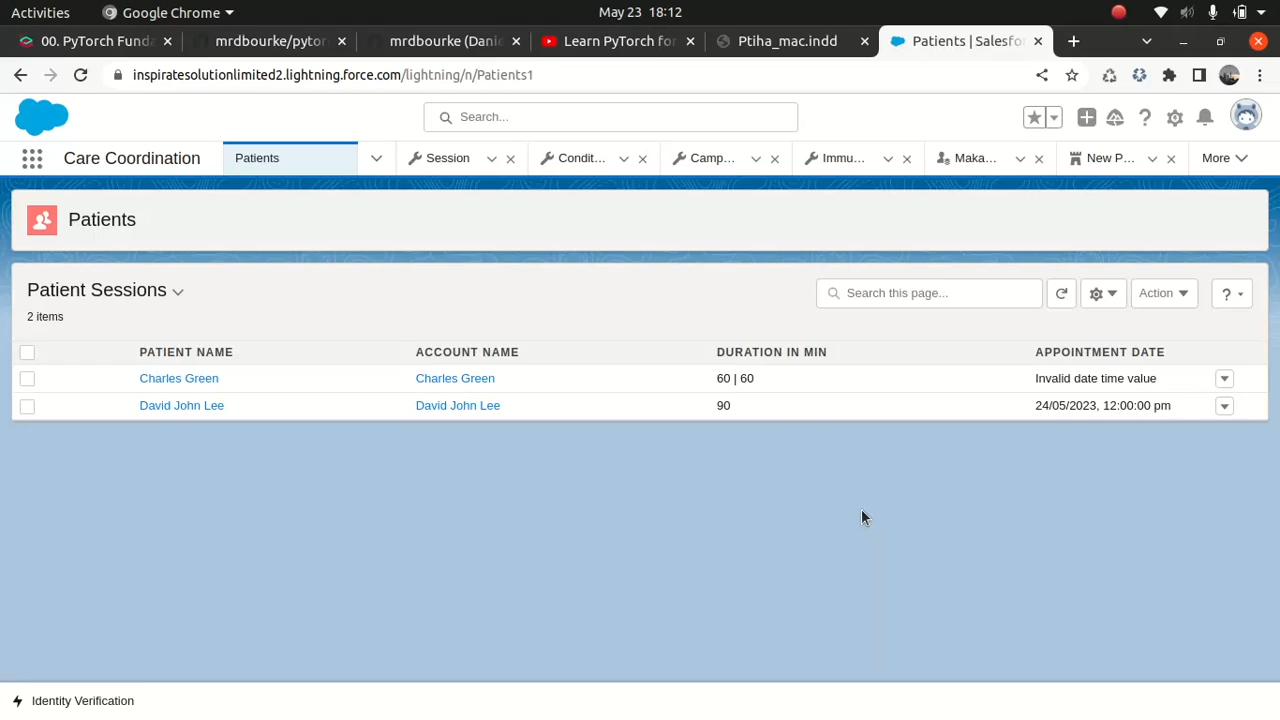 Activities Google Chrome May 23 18:12
00. PyTorch Funda mrdbourke/pytor mrdbourke (Danie Learn PyTorch for Ptiha_mac.indd Patients | Salesfo
inspiratesolutionlimited2.lightning.force.com/lightning/n/Patients1
Search...
Care Coordination Patients Session Condit... Camp... Immu... Maka... New P... More
Patients
Patient Sessions
Search this page... Action ?
2 items
PATIENT NAME ACCOUNT NAME DURATION IN MIN APPOINTMENT DATE
Charles Green Charles Green 60 | 60 Invalid date time value
David John Lee David John Lee 90 24/05/2023, 12:00:00 pm
Identity Verification